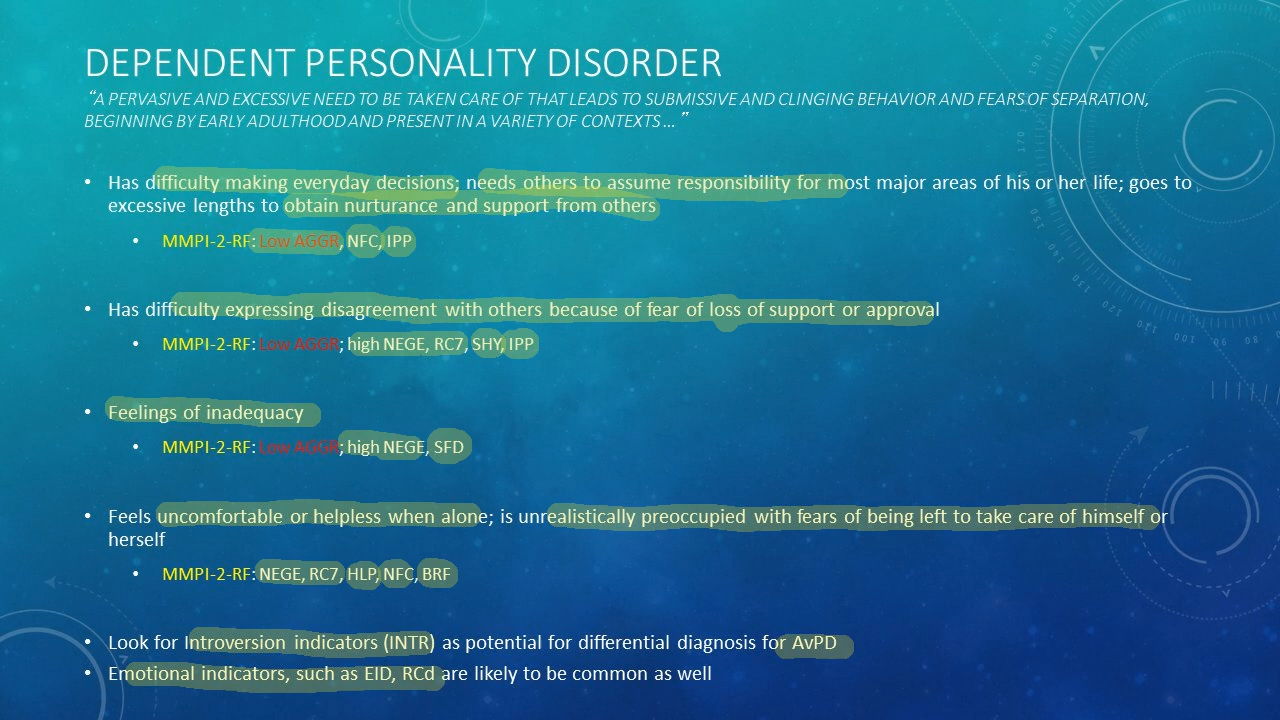 DEPENDENT PERSONALITY DISORDER
“A PERVASIVE AND EXCESSIVE NEED TO BE TAKEN CARE OF THAT LEADS TO SUBMISSIVE AND CLINGING BEHAVIOR AND FEARS OF SEPARATION,
BEGINNING BY EARLY ADULTHOOD AND PRESENT IN A VARIETY OF CONTEXTS … ”
• Has difficulty making everyday decisions; needs others to assume responsibility for most major areas of his or her life; goes to
excessive lengths to obtain nurturance and support from others
• MMPI-2-RF: Low AGGR, NFC, IPP
• Has difficulty expressing disagreement with others because of fear of loss of support or approval
• MMPI-2-RF: Low AGGR; high NEGE, RC7, SHY, IPP
• Feelings of inadequacy
• MMPI-2-RF: Low AGGR; high NEGE, SFD
• Feels uncomfortable or helpless when alone; is unrealistically preoccupied with fears of being left to take care of himself or
herself
• MMPI-2-RF: NEGE, RC7, HLP, NFC, BRF
• Look for Introversion indicators (INTR) as potential for differential diagnosis for AvPD
• Emotional indicators, such as EID, RCd are likely to be common as well